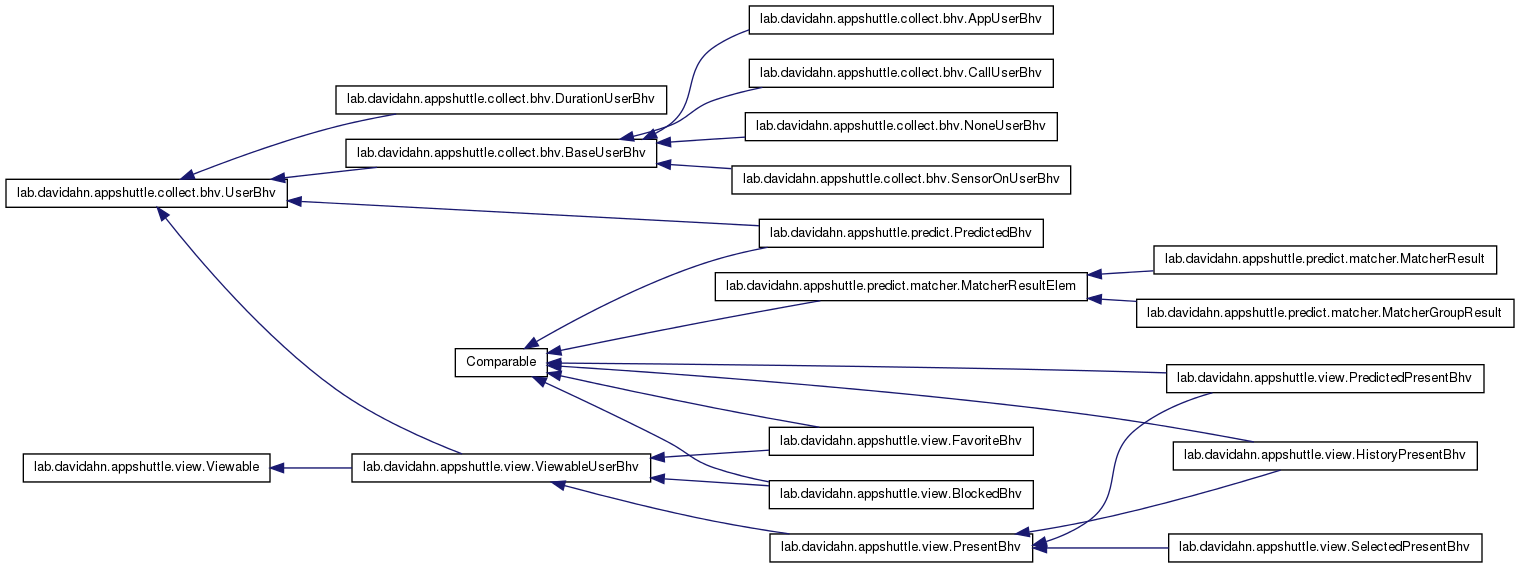 lab.davidahn.appshuttle.collect.bhv.AppUserBhv
lab.davidahn.appshuttle.collect.bhv.CallUserBhv
lab.davidahn.appshuttle.collect.bhv.DurationUserBhv
lab.davidahn.appshuttle.collect.bhv.NoneUserBhv
lab.davidahn.appshuttle.collect.bhv.BaseUserBhv
lab.davidahn.appshuttle.collect.bhv.SensorOnUserBhv
lab.davidahn.appshuttle.collect.bhv.UserBhv
lab.davidahn.appshuttle.predict.PredictedBhv
lab.davidahn.appshuttle.predict.matcher.MatcherResult
lab.davidahn.appshuttle.predict.matcher.MatcherResultElem
lab.davidahn.appshuttle.predict.matcher.MatcherGroupResult
Comparable
lab.davidahn.appshuttle.view.PredictedPresentBhv
lab.davidahn.appshuttle.view.FavoriteBhv
lab.davidahn.appshuttle.view.HistoryPresentBhv
lab.davidahn.appshuttle.view.Viewable
lab.davidahn.appshuttle.view.ViewableUserBhv
lab.davidahn.appshuttle.view.BlockedBhv
lab.davidahn.appshuttle.view.PresentBhv
lab.davidahn.appshuttle.view.SelectedPresentBhv